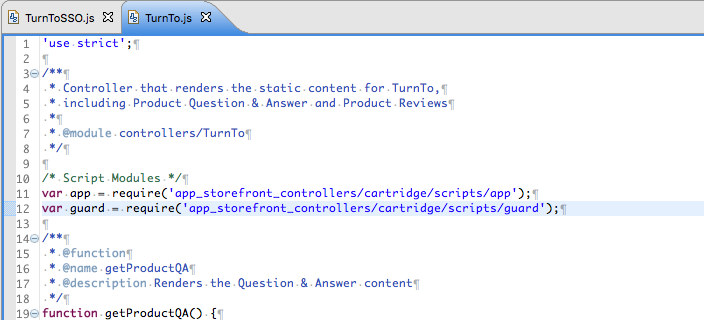 TurnToSSO.js TurnTo.js
1 'use strict';¶
2 ¶
3 /**¶
4 * Controller that renders the static content for TurnTo,¶
5 * including Product Question & Answer and Product Reviews¶
6 *¶
7 * @module controllers/TurnTo¶
8 */¶
9 ¶
10 /* Script Modules */¶
11 var app = require('app_storefront_controllers/cartridge/scripts/app');¶
12 var guard = require('app_storefront_controllers/cartridge/scripts/guard');¶
13 ¶
14 /**¶
15 * @function¶
16 * @name getProductQA¶
17 * @description Renders the Question & Answer content¶
18 */¶
19 function getProductQA() {¶